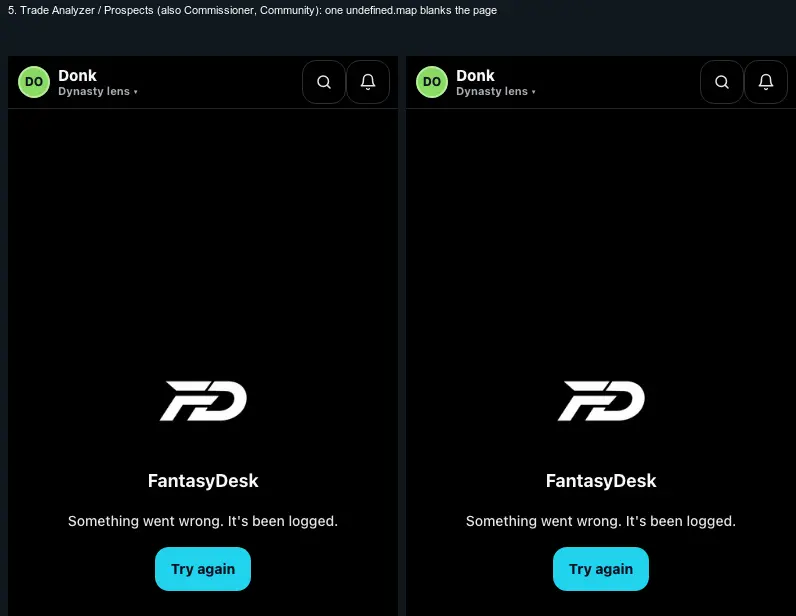 5. Trade Analyzer / Prospects (also Commissioner, Community): one undefined.map blanks the page
DO Donk
Dynasty lens ▾
FD
FantasyDesk
Something went wrong. It's been logged.
Try again
DO Donk
Dynasty lens ▾
FD
FantasyDesk
Something went wrong. It's been logged.
Try again